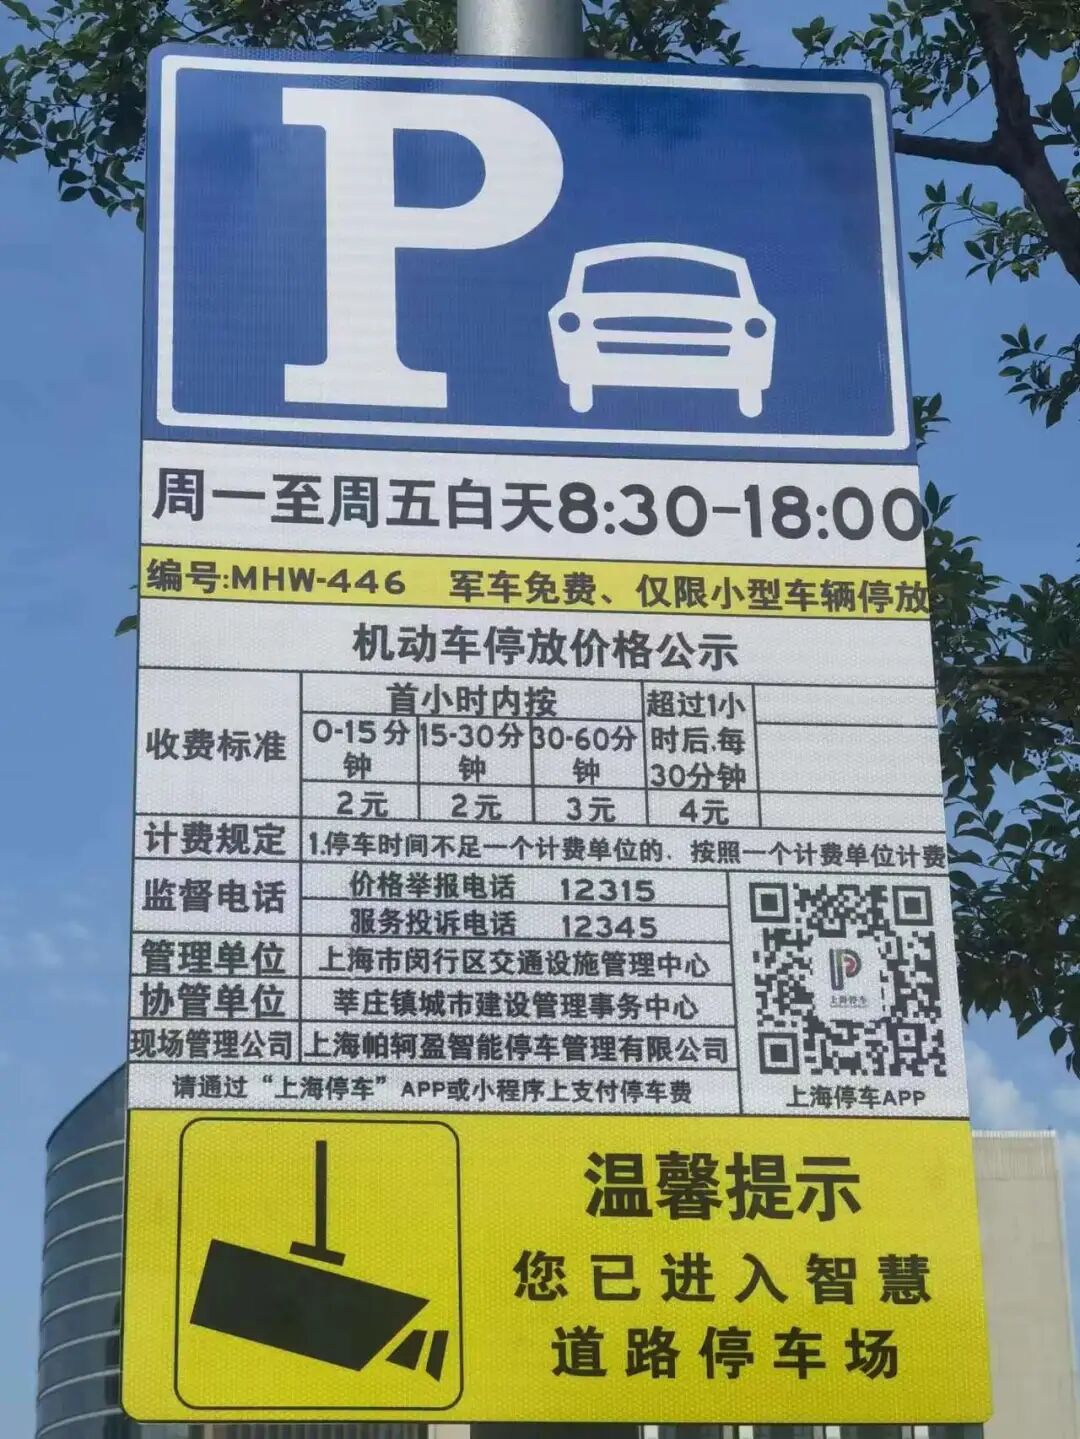 P
周一至周五白天8:30-18:00
编号:MHW-446 军车免费、仅限小型车辆停放
机动车停放价格公示
收费标准
首小时内按
0-15分钟
15-30分钟
30-60分钟
超过1小时后,每30分钟
2元
2元
3元
4元
计费规定
1.停车时间不足一个计费单位的、按照一个计费单位计费
监督电话
价格举报电话 12315
服务投诉电话 12345
管理单位
上海市闵行区交通设施管理中心
协管单位
莘庄镇城市建设管理事务中心
现场管理公司
上海帕轲盈智能停车管理有限公司
请通过“上海停车”APP或小程序上支付停车费
上海停车
上海停车APP
温馨提示
您已进入智慧
道路停车场